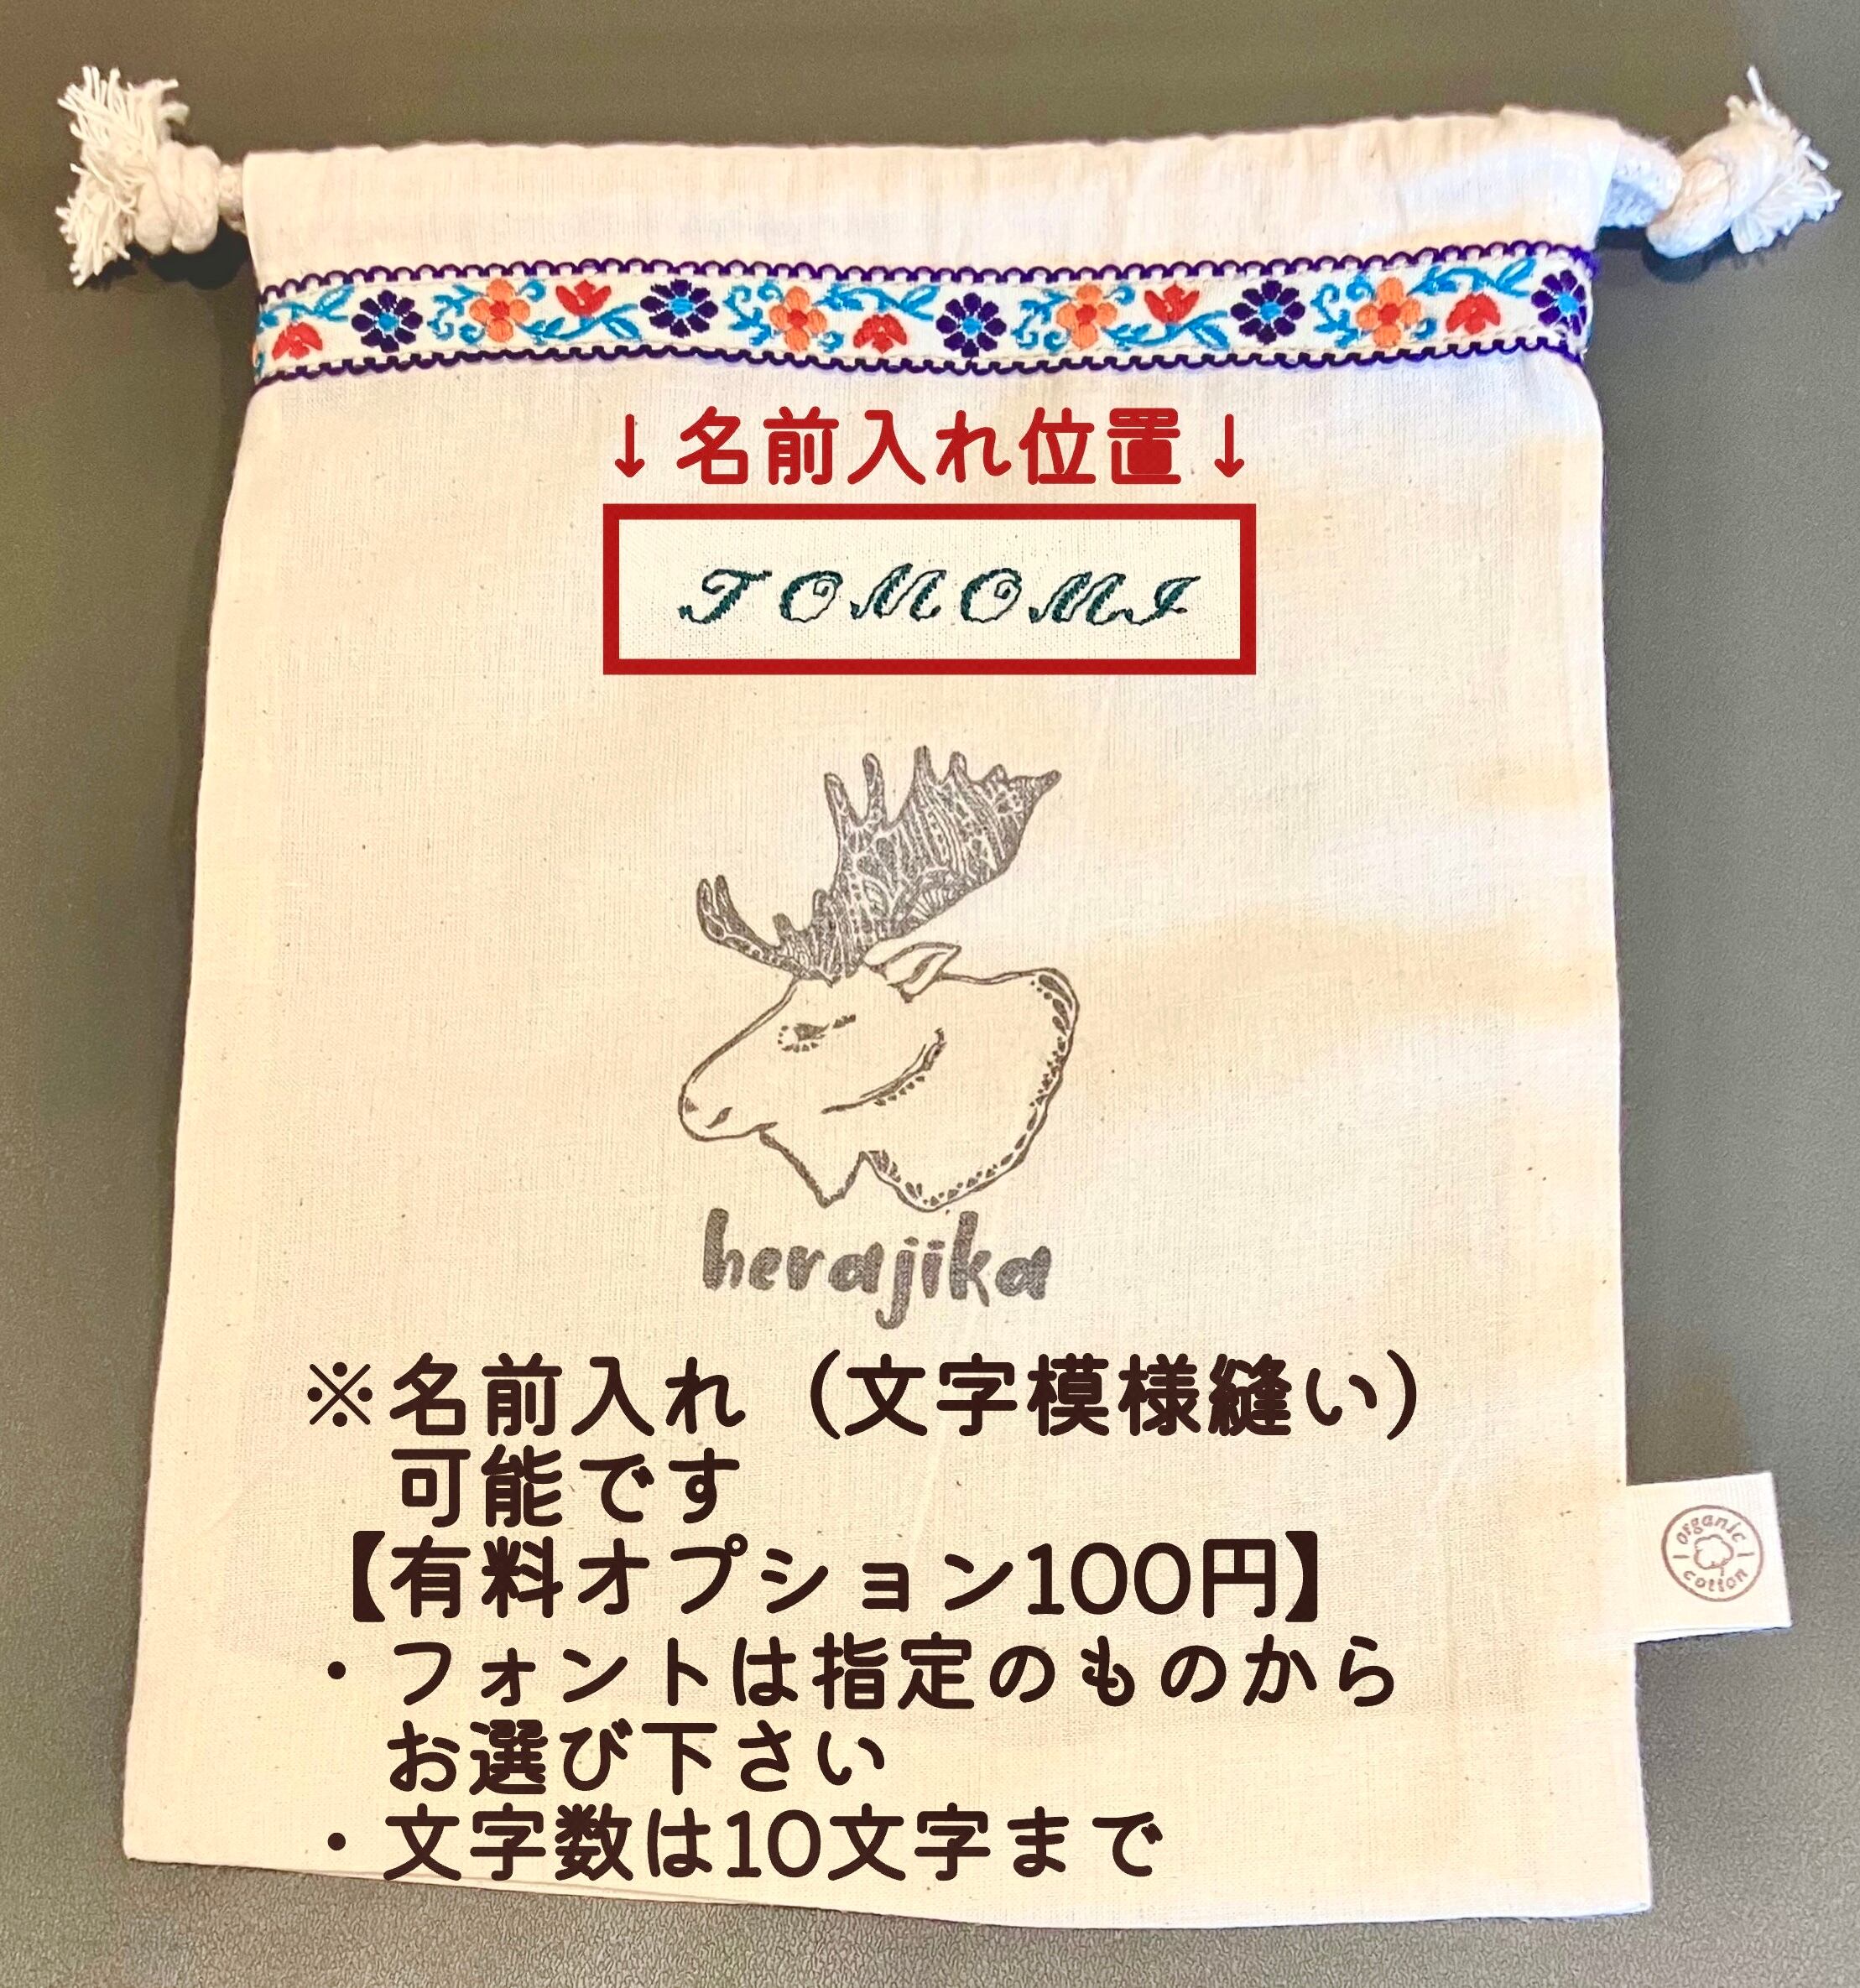 ↓名前入れ位置↓
TOMOMI
herajika
※名前入れ（文字模様縫い）
可能です
【有料オプション100円】
・フォントは指定のものから
お選び下さい
・文字数は10文字まで
organic
cotton